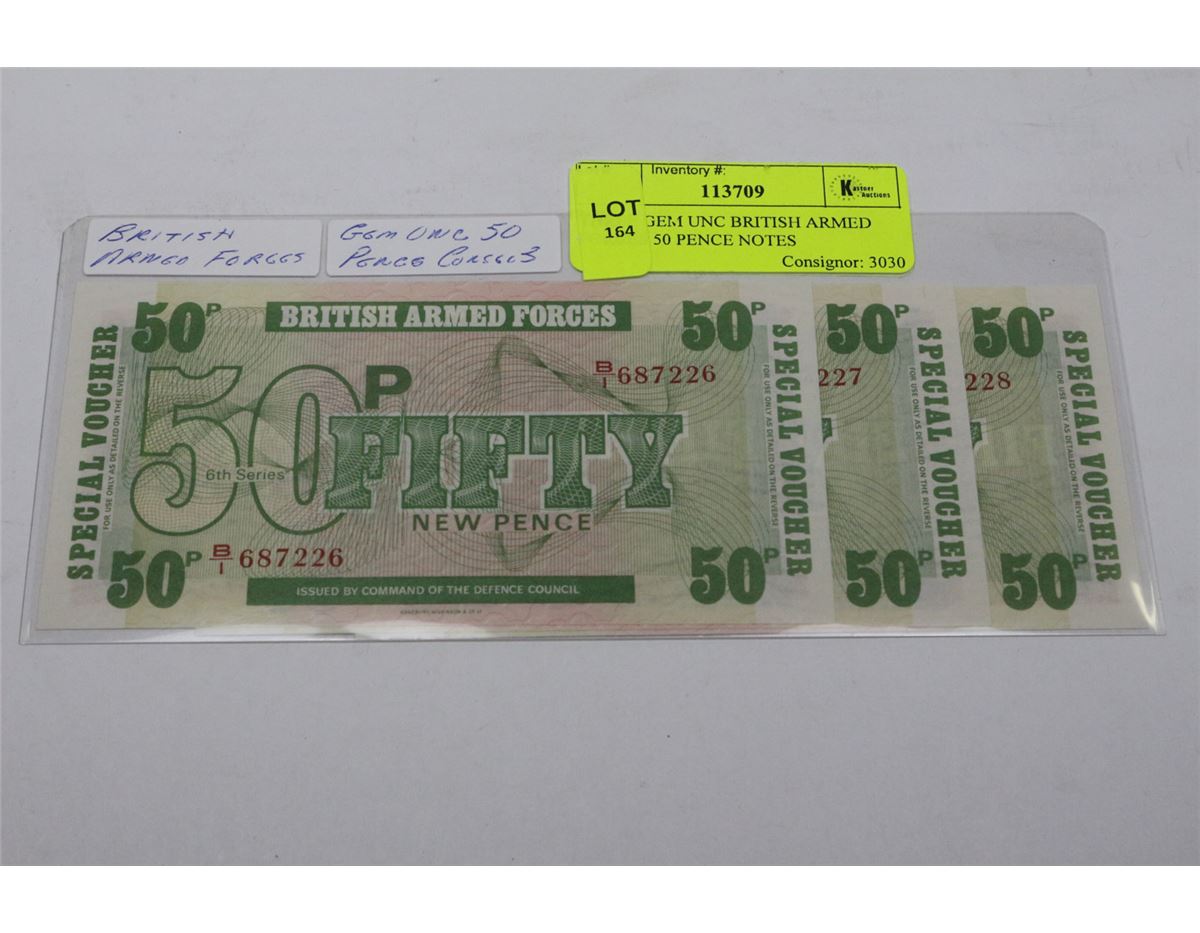 BRITISH
ARMED FORCES
GEM UNC 50
PENCE CONSEC 3
LOT
164
Inventory #:
113709
Kastner
Auctions
GEM UNC BRITISH ARMED
50 PENCE NOTES
Consignor: 3030
50P
BRITISH ARMED FORCES
50P
SPECIAL VOUCHER
FOR USE ONLY AS DETAILED ON THE REVERSE
B/1 687226
50P
6th Series
FIFTY
NEW PENCE
B/1 687226
50P
ISSUED BY COMMAND OF THE DEFENCE COUNCIL
50P
SPECIAL VOUCHER
FOR USE ONLY AS DETAILED ON THE REVERSE
50P
227
50P
SPECIAL VOUCHER
FOR USE ONLY AS DETAILED ON THE REVERSE
50P
228
50P
SPECIAL VOUCHER
FOR USE ONLY AS DETAILED ON THE REVERSE